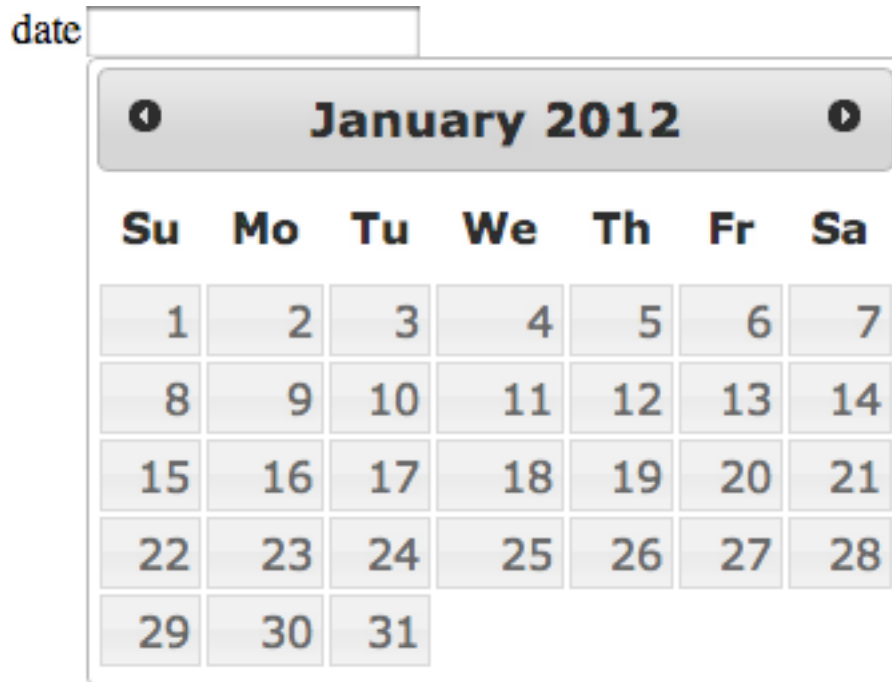 date
January 2012
Su Mo Tu We Th Fr Sa
1 2 3 4 5 6 7
8 9 10 11 12 13 14
15 16 17 18 19 20 21
22 23 24 25 26 27 28
29 30 31